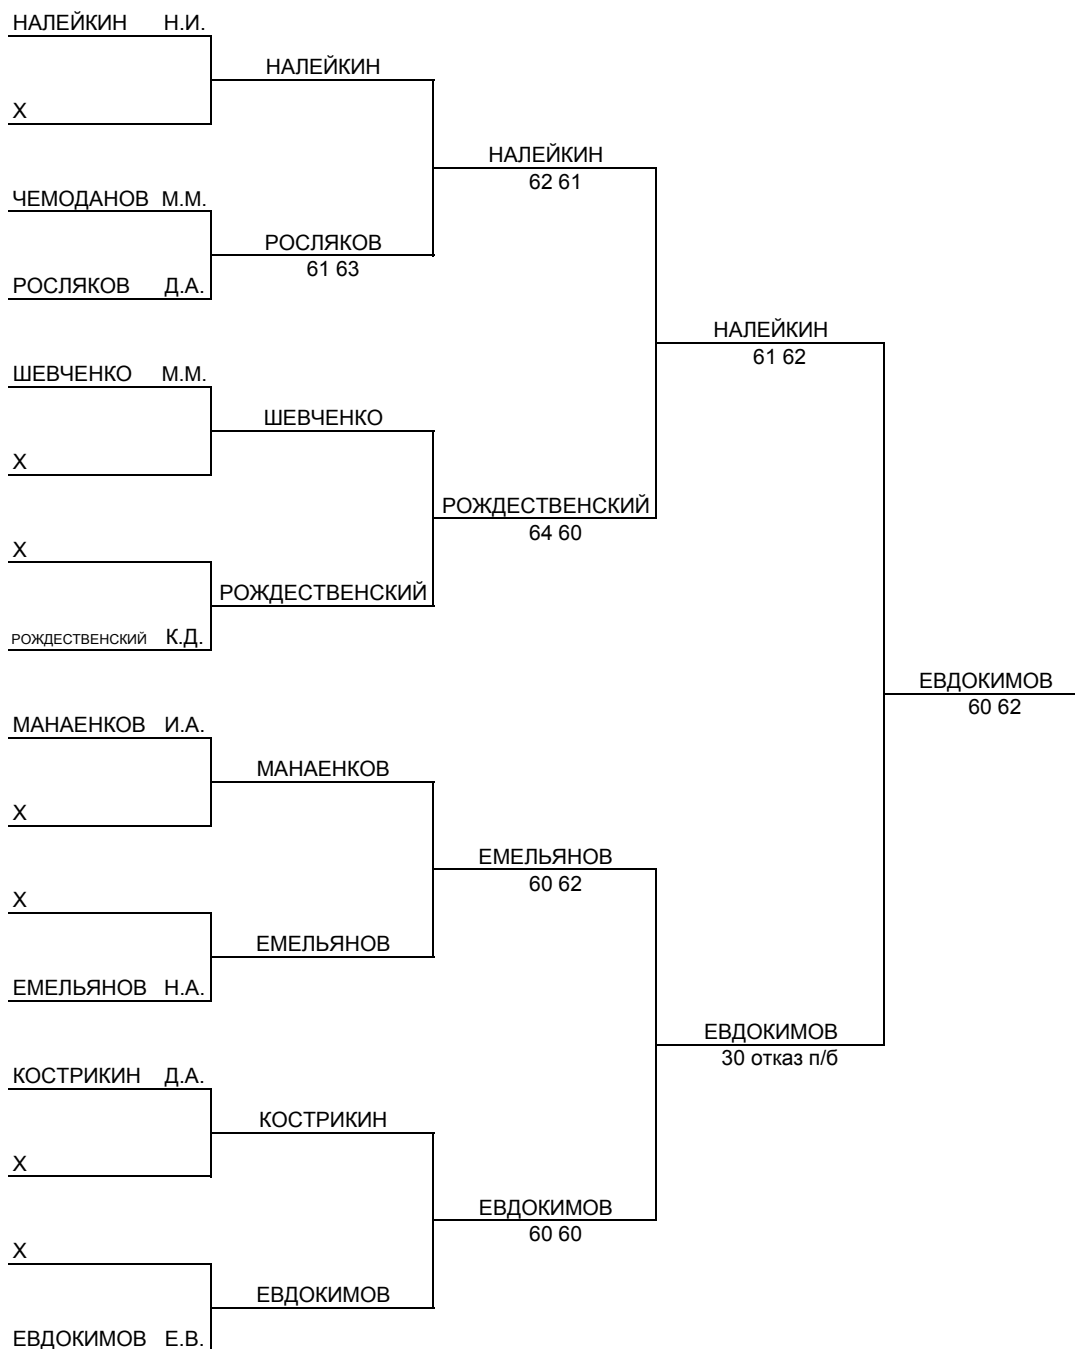 НАЛЕЙКИН Н.И.
НАЛЕЙКИН
X
НАЛЕЙКИН
62 61
ЧЕМОДАНОВ М.М.
РОСЛЯКОВ
61 63
РОСЛЯКОВ Д.А.
НАЛЕЙКИН
61 62
ШЕВЧЕНКО М.М.
ШЕВЧЕНКО
X
РОЖДЕСТВЕНСКИЙ
64 60
X
РОЖДЕСТВЕНСКИЙ
РОЖДЕСТВЕНСКИЙ К.Д.
ЕВДОКИМОВ
60 62
МАНАЕНКОВ И.А.
МАНАЕНКОВ
X
ЕМЕЛЬЯНОВ
60 62
X
ЕМЕЛЬЯНОВ
ЕМЕЛЬЯНОВ Н.А.
ЕВДОКИМОВ
30 отказ п/б
КОСТРИКИН Д.А.
КОСТРИКИН
X
ЕВДОКИМОВ
60 60
X
ЕВДОКИМОВ
ЕВДОКИМОВ Е.В.